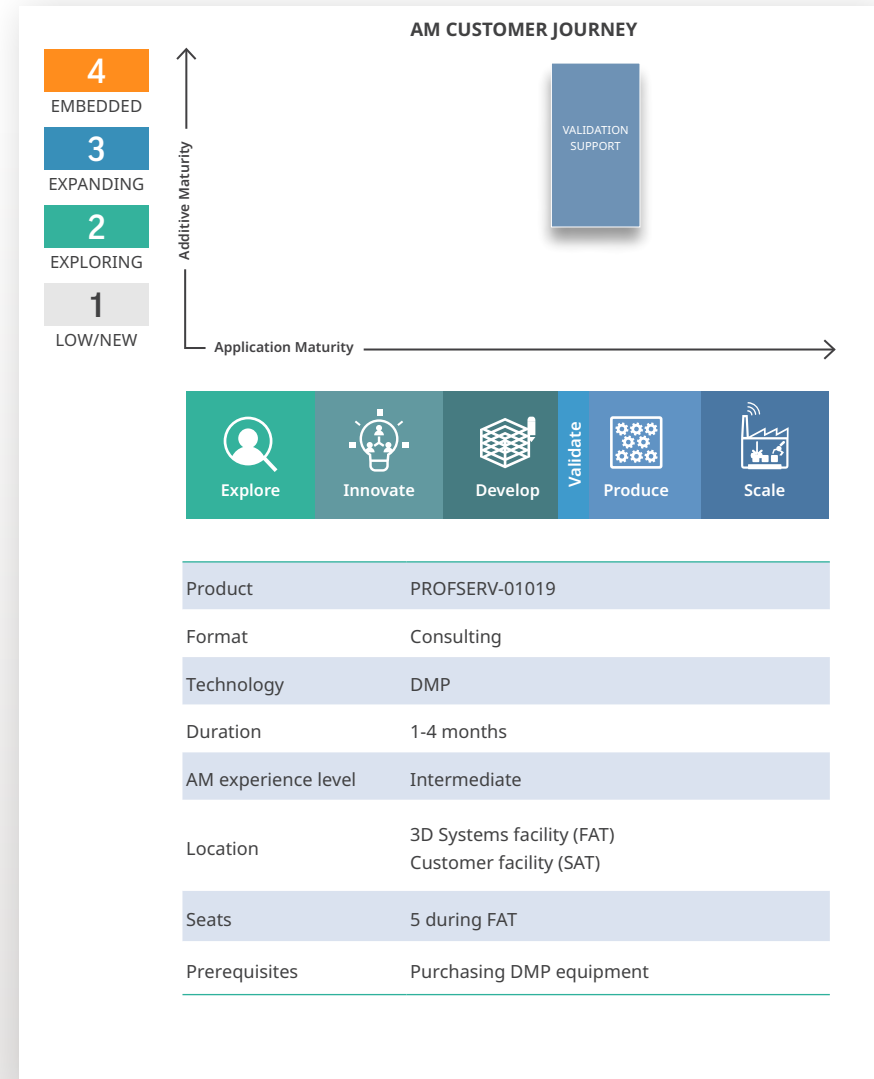 AM CUSTOMER JOURNEY
4
EMBEDDED
3
EXPANDING
2
EXPLORING
1
LOW/NEW
Additive Maturity
VALIDATION
SUPPORT
Application Maturity
Explore
Innovate
Develop
Validate
Produce
Scale
Product PROFSERV-01019
Format Consulting
Technology DMP
Duration 1-4 months
AM experience level Intermediate
Location 3D Systems facility (FAT)
Customer facility (SAT)
Seats 5 during FAT
Prerequisites Purchasing DMP equipment